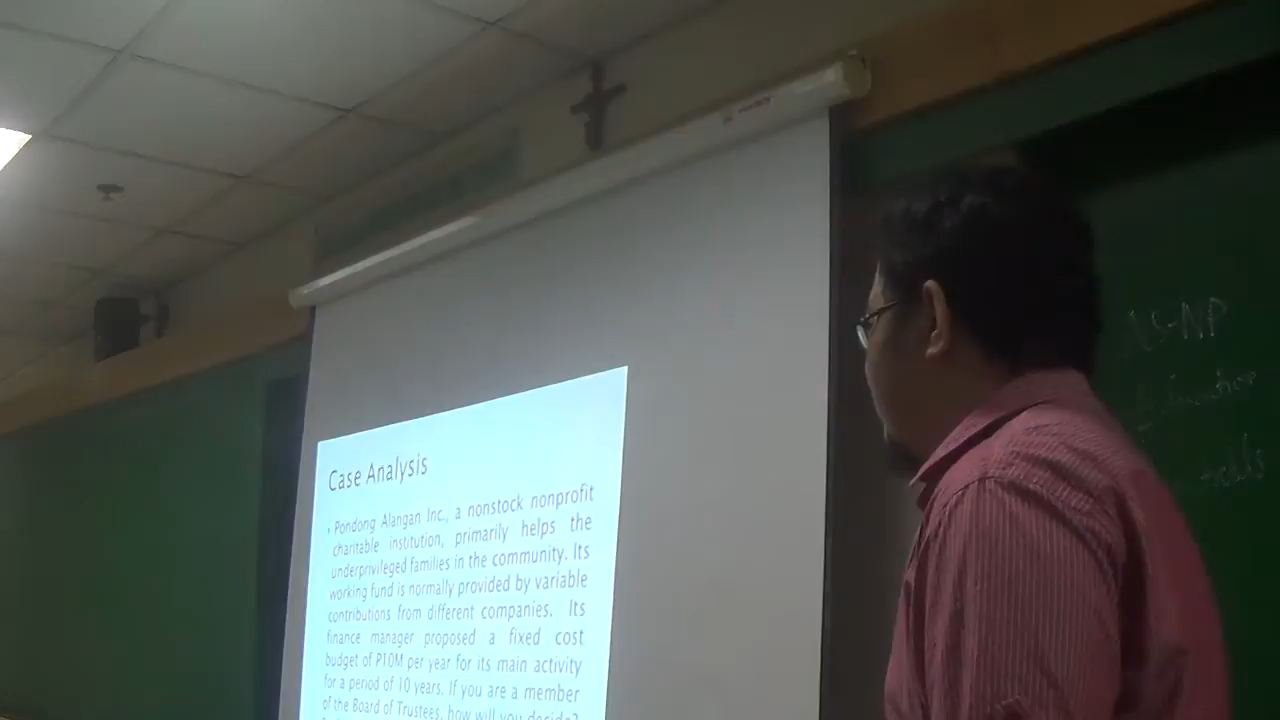 Case Analysis
Pondong Alangan Inc., a nonstock nonprofit
charitable institution, primarily helps the
underprivileged families in the community. Its
working fund is normally provided by variable
contributions from different companies. Its
finance manager proposed a fixed cost
budget of P10M per year for its main activity
for a period of 10 years. If you are a member
of the Board of Trustees, how will you decide?
NS-NP